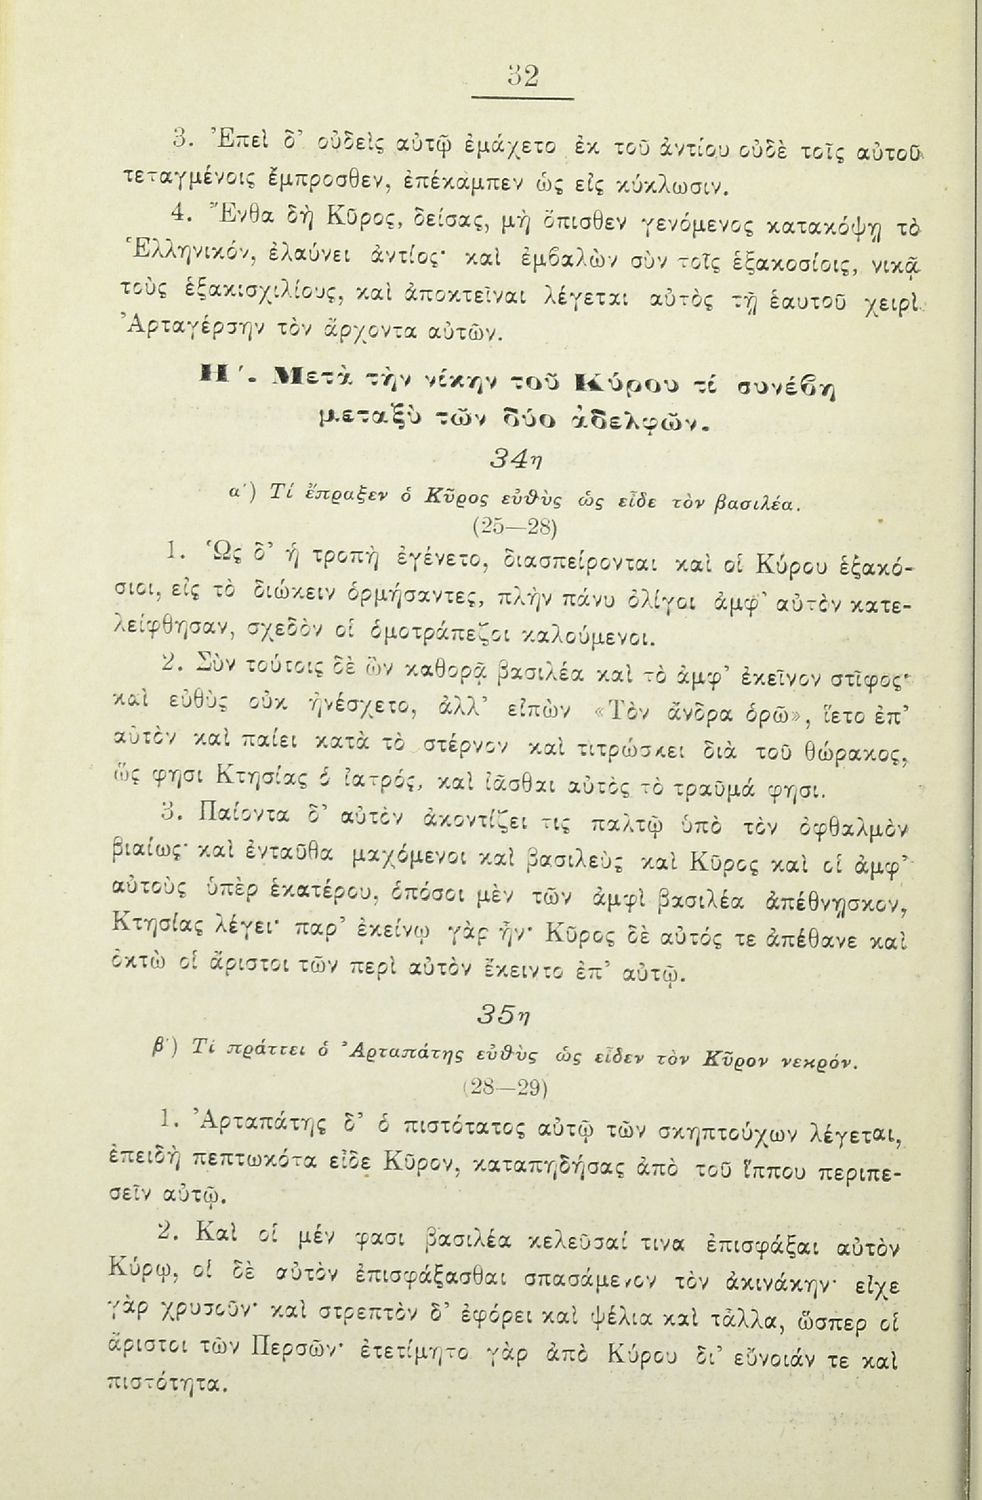 32
3. Ἐπεὶ δ’ οὐδεὶς αὐτῷ ἐμάχετο ἐκ τοῦ ἀντίου οὐδὲ τοῖς αὐτοῦ
τεταγμένοις ἔμπροσθεν, ἐπέκαμπεν ὡς εἰς κύκλωσιν.
4. Ἔνθα δὴ Κῦρος, δείσας, μὴ ὄπισθεν γενόμενος κατακόψῃ τὸ
Ἑλληνικόν, ἐλαύνει ἀντίος· καὶ ἐμβαλὼν σὺν τοῖς ἑξακοσίοις, νικᾷ
τοὺς ἑξακισχιλίους, καὶ ἀποκτεῖναι λέγεται αὐτὸς τῇ ἑαυτοῦ χειρὶ
Ἀρταγέρσην τὸν ἄρχοντα αὐτῶν.
Η΄. Μετὰ τὴν νίκην τοῦ Κύρου τί συνέβη
μεταξὺ τῶν δύο ἀδελφῶν.
34η
α΄) Τί ἔπραξεν ὁ Κῦρος εὐθὺς ὡς εἶδε τὸν βασιλέα.
(25—28)
1. Ὡς δ’ ἡ τροπὴ ἐγένετο, διασπείρονται καὶ οἱ Κύρου ἑξακό-
σιοι, εἰς τὸ διώκειν ὁρμήσαντες, πλὴν πάνυ ὀλίγοι ἀμφ’ αὐτὸν κατε-
λείφθησαν, σχεδὸν οἱ ὁμοτράπεζοι καλούμενοι.
2. Σὺν τούτοις δὲ ὢν καθορᾷ βασιλέα καὶ τὸ ἀμφ’ ἐκεῖνον στῖφος·
καὶ εὐθὺς οὐκ ἠνέσχετο, ἀλλ’ εἰπὼν «Τὸν ἄνδρα ὁρῶ», ἵετο ἐπ’
αὐτὸν καὶ παίει κατὰ τὸ στέρνον καὶ τιτρώσκει διὰ τοῦ θώρακος,
ὥς φησι Κτησίας ὁ ἰατρός, καὶ ἰᾶσθαι αὐτὸς τὸ τραῦμά φησι.
3. Παίοντα δ’ αὐτὸν ἀκοντίζει τις παλτῷ ὑπὸ τὸν ὀφθαλμὸν
βιαίως· καὶ ἐνταῦθα μαχόμενοι καὶ βασιλεὺς καὶ Κῦρος καὶ οἱ ἀμφ’
αὐτοὺς ὑπὲρ ἑκατέρου, ὁπόσοι μὲν τῶν ἀμφὶ βασιλέα ἀπέθνῃσκον,
Κτησίας λέγει· παρ’ ἐκείνῳ γὰρ ἦν· Κῦρος δὲ αὐτός τε ἀπέθανε καὶ
ὀκτὼ οἱ ἄριστοι τῶν περὶ αὐτὸν ἔκειντο ἐπ’ αὐτῷ.
35η
β΄) Τί πράττει ὁ Ἀρταπάτης εὐθὺς ὡς εἶδεν τὸν Κῦρον νεκρόν.
(28—29)
1. Ἀρταπάτης δ’ ὁ πιστότατος αὐτῷ τῶν σκηπτούχων λέγεται,
ἐπειδὴ πεπτωκότα εἶδε Κῦρον, καταπηδήσας ἀπὸ τοῦ ἵππου περιπε-
σεῖν αὐτῷ.
2. Καὶ οἱ μέν φασι βασιλέα κελεῦσαί τινα ἐπισφάξαι αὐτὸν
Κύρῳ, οἱ δὲ αὐτὸν ἐπισφάξασθαι σπασάμενον τὸν ἀκινάκην· εἶχε
γὰρ χρυσοῦν· καὶ στρεπτὸν δ’ ἐφόρει καὶ ψέλια καὶ τἆλλα, ὥσπερ οἱ
ἄριστοι τῶν Περσῶν· ἐτετίμητο γὰρ ἀπὸ Κύρου δι’ εὔνοιάν τε καὶ
πιστότητα.